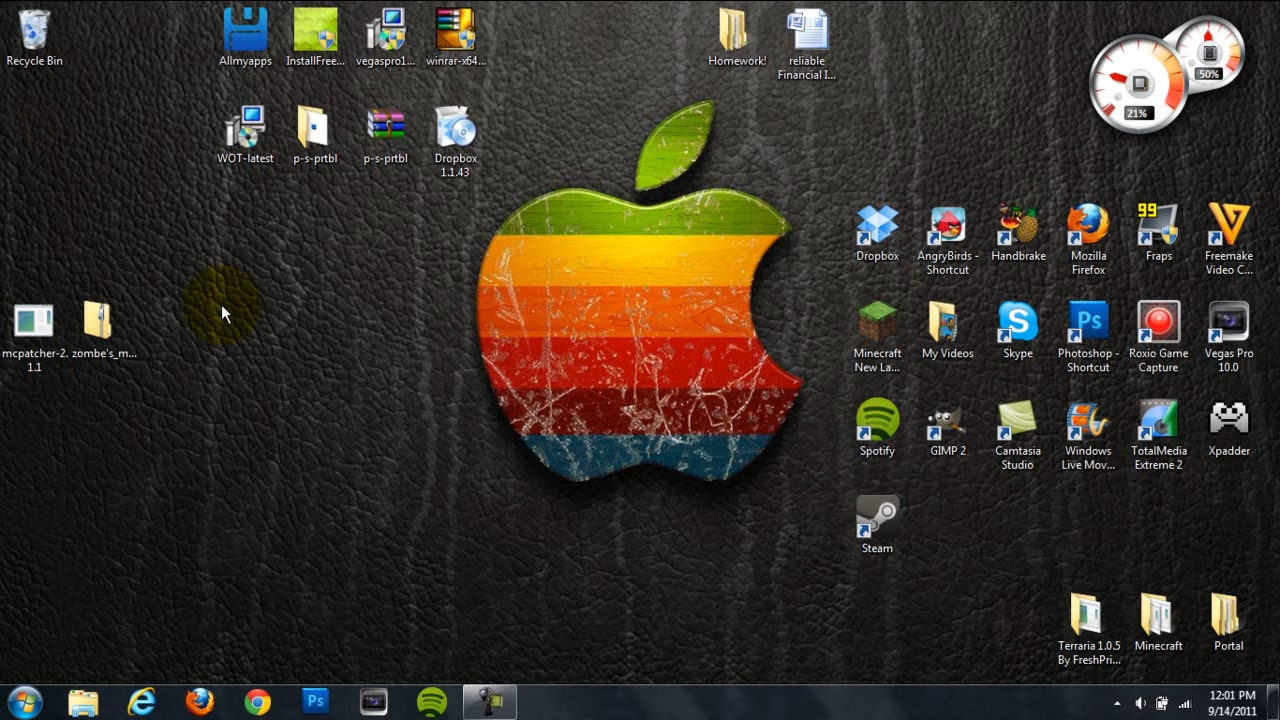 Recycle Bin
Allmyapps
InstallFree...
vegaspro1...
winrar-x64...
Homework!
reliable
Financial I...
50%
21%
WOT-latest
p-s-prtbl
p-s-prtbl
Dropbox
1.1.43
99
Dropbox
AngryBirds -
Shortcut
Handbrake
Mozilla
Firefox
Fraps
Freemake
Video C...
mcpatcher-2.
1.1
zombe's_m...
Minecraft
New La...
My Videos
Skype
Ps
Photoshop -
Shortcut
Roxio Game
Capture
Vegas Pro
10.0
Spotify
GIMP 2
Camtasia
Studio
Windows
Live Mov...
TotalMedia
Extreme 2
Xpadder
Steam
Terraria 1.0.5
By FreshPri...
Minecraft
Portal
Ps
12:01 PM
9/14/2011